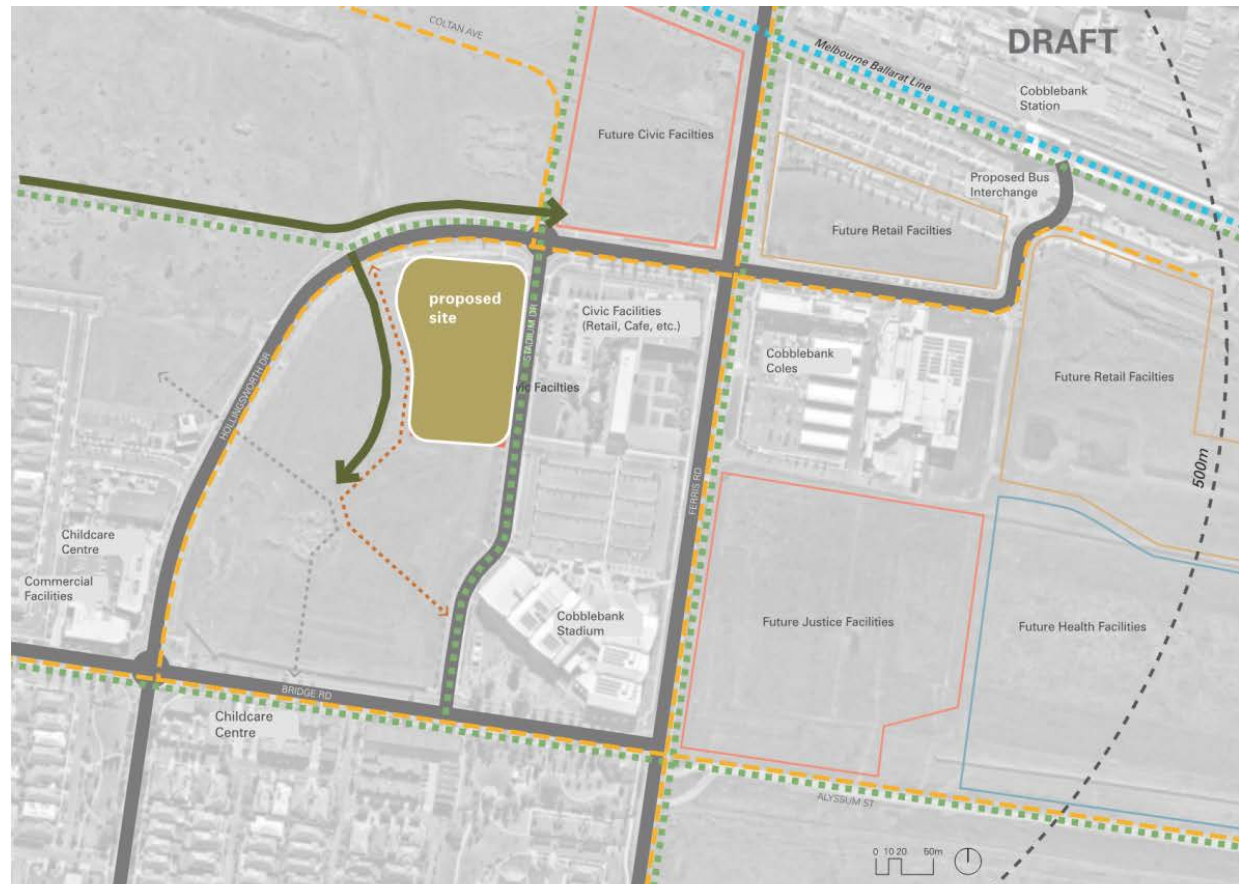 COLTAN AVE
DRAFT
Melbourne Ballarat Line
Cobblebank
Station
Future Civic Facilties
Proposed Bus
Interchange
Future Retail Facilties
proposed
site
STADIUM DR
Civic Facilities
(Retail, Cafe, etc.)
vic Facilties
Cobblebank
Coles
Future Retail Facilties
HOLLINGSWORTH DR
FERRIS RD
500m
Childcare
Centre
Commercial
Facilities
Cobblebank
Stadium
Future Justice Facilities
Future Health Facilities
BRIDGE RD
Childcare
Centre
ALYSSUM ST
0 10 20 50m